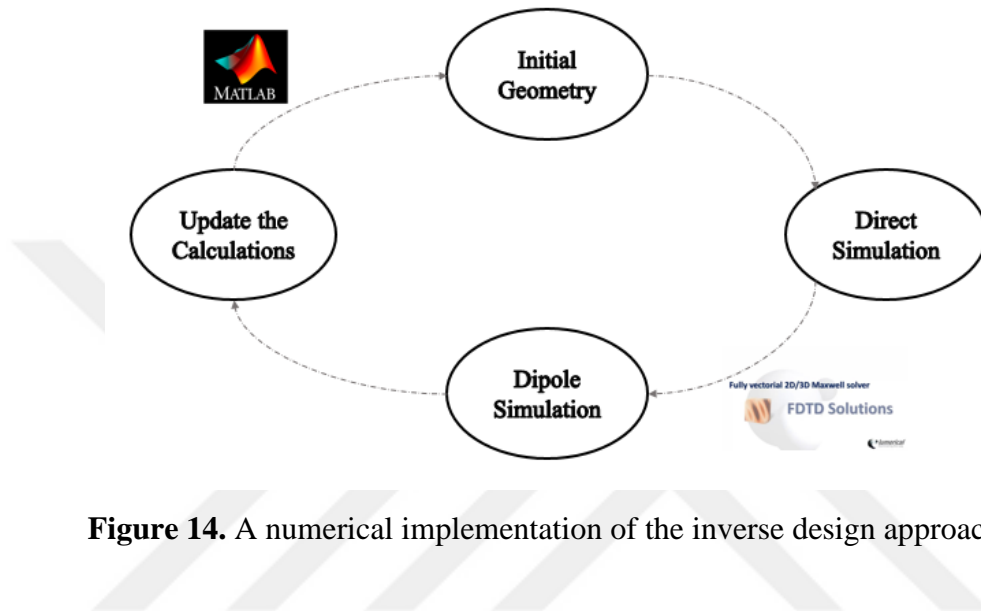 MATLAB
Initial
Geometry
Update the
Calculations
Direct
Simulation
Dipole
Simulation
Fully vectorial 2D/3D Maxwell solver
FDTD Solutions
lumerical
Figure 14. A numerical implementation of the inverse design approac